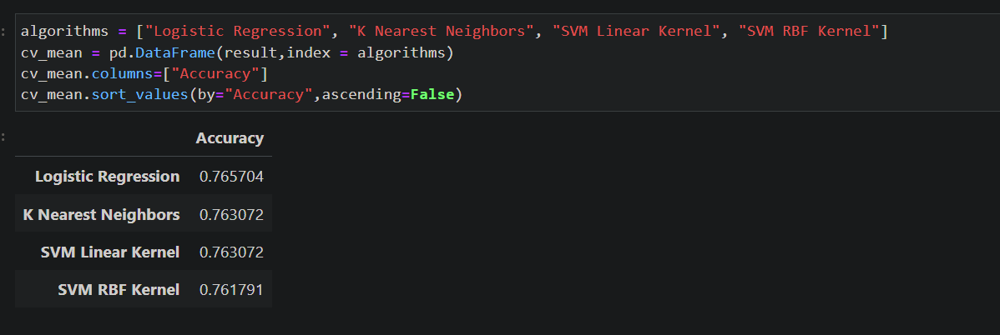 :
algorithms = ["Logistic Regression", "K Nearest Neighbors", "SVM Linear Kernel", "SVM RBF Kernel"]
cv_mean = pd.DataFrame(result,index = algorithms)
cv_mean.columns=["Accuracy"]
cv_mean.sort_values(by="Accuracy",ascending=False)
:
Accuracy
Logistic Regression 0.765704
K Nearest Neighbors 0.763072
SVM Linear Kernel 0.763072
SVM RBF Kernel 0.761791